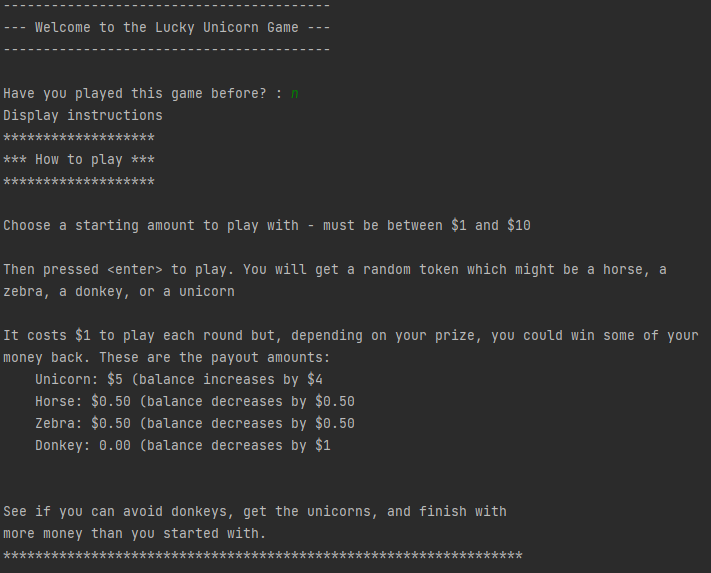 -----------------------------------------
--- Welcome to the Lucky Unicorn Game ---
-----------------------------------------
Have you played this game before? : n
Display instructions
*******************
*** How to play ***
*******************
Choose a starting amount to play with - must be between $1 and $10
Then pressed <enter> to play. You will get a random token which might be a horse, a
zebra, a donkey, or a unicorn
It costs $1 to play each round but, depending on your prize, you could win some of your
money back. These are the payout amounts:
    Unicorn: $5 (balance increases by $4
    Horse: $0.50 (balance decreases by $0.50
    Zebra: $0.50 (balance decreases by $0.50
    Donkey: 0.00 (balance decreases by $1
See if you can avoid donkeys, get the unicorns, and finish with
more money than you started with.
*****************************************************************